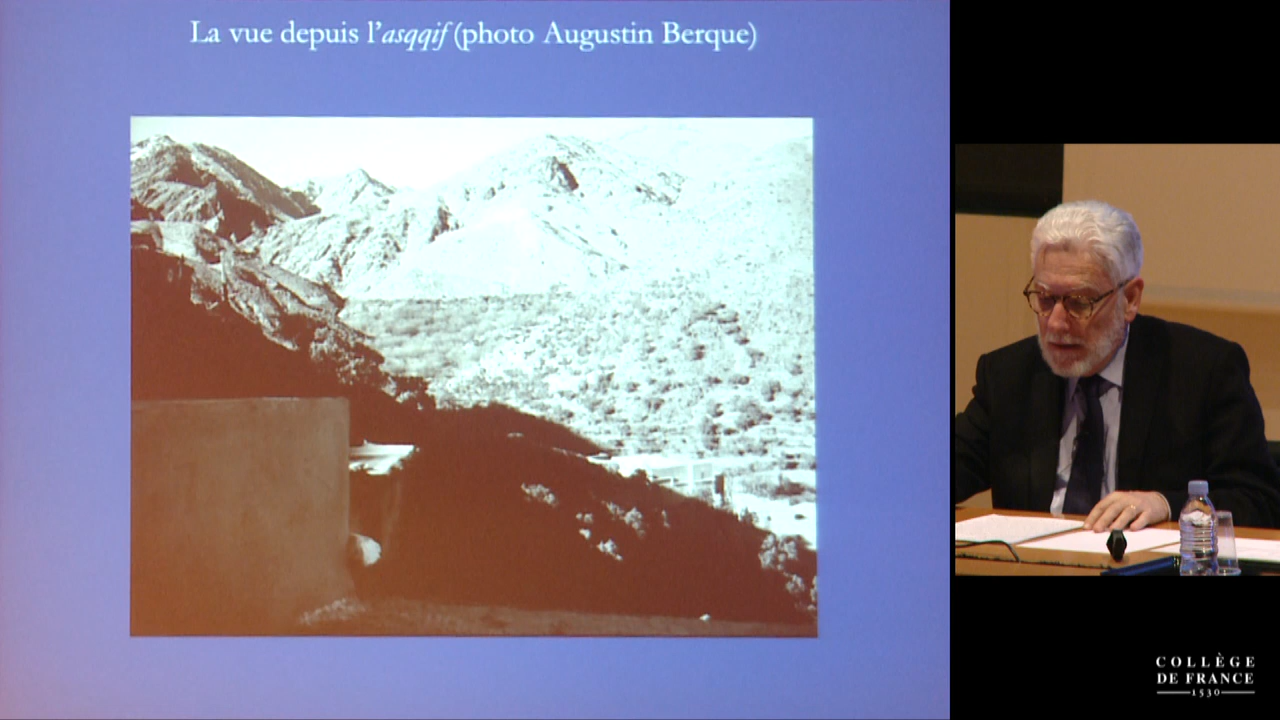 La vue depuis l’asqqif (photo Augustin Berque)
COLLÈGE
DE FRANCE
1530